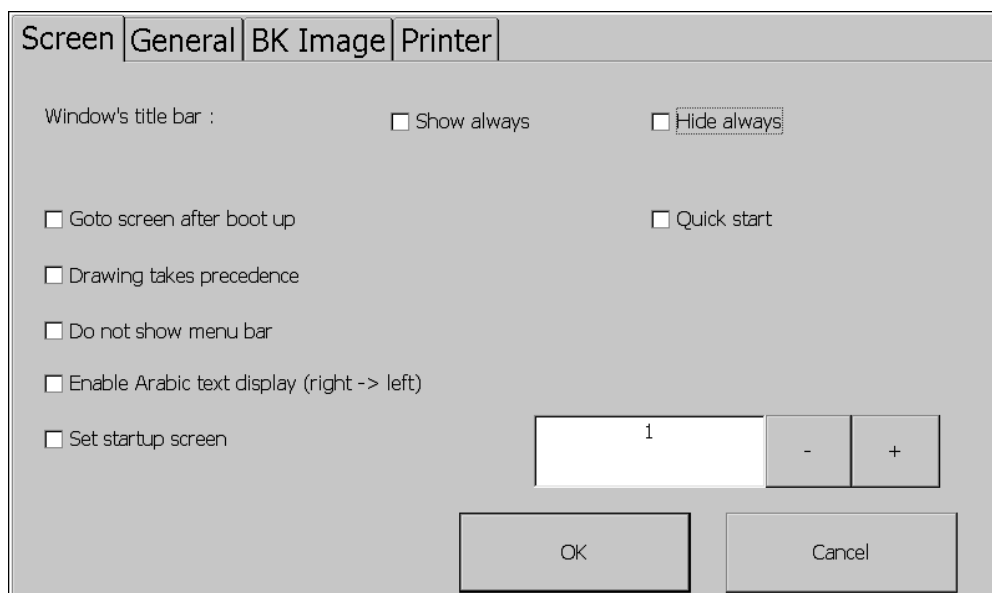 Screen General BK Image Printer
Window's title bar : Show always Hide always
Goto screen after boot up Quick start
Drawing takes precedence
Do not show menu bar
Enable Arabic text display (right -> left)
Set startup screen 1 - +
OK Cancel